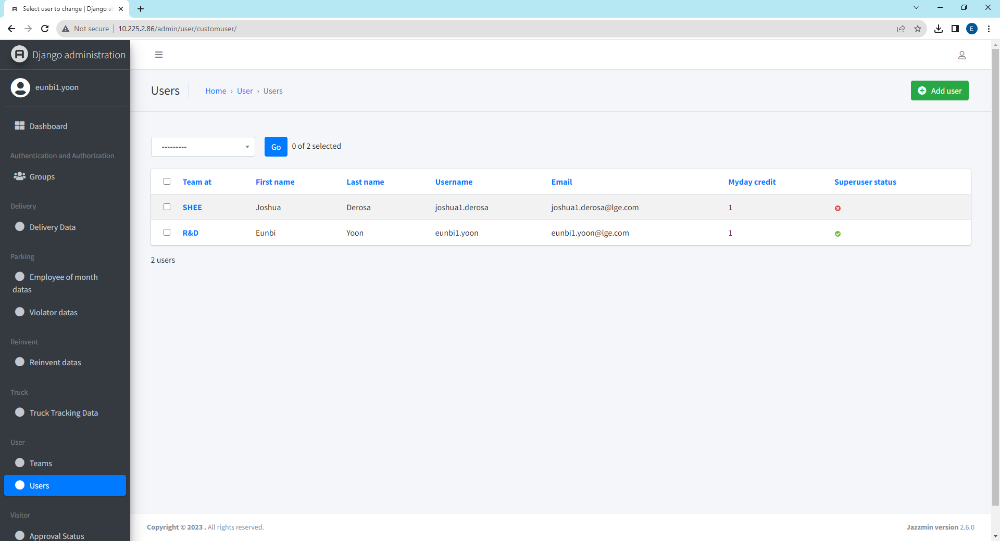 Select user to change | Django si
Not secure
10.225.2.86/admin/user/customuser/
E
Django administration
eunbi1.yoon
Dashboard
Authentication and Authorization
Groups
Delivery
Delivery Data
Parking
Employee of month
datas
Violator datas
Reinvent
Reinvent datas
Truck
Truck Tracking Data
User
Teams
Users
Visitor
Approval Status
Users
Home › User › Users
Add user
---------
Go
0 of 2 selected
Team at First name Last name Username Email Myday credit Superuser status
SHEE Joshua Derosa joshua1.derosa joshua1.derosa@lge.com 1
R&D Eunbi Yoon eunbi1.yoon eunbi1.yoon@lge.com 1
2 users
Copyright © 2023 . All rights reserved.
Jazzmin version 2.6.0